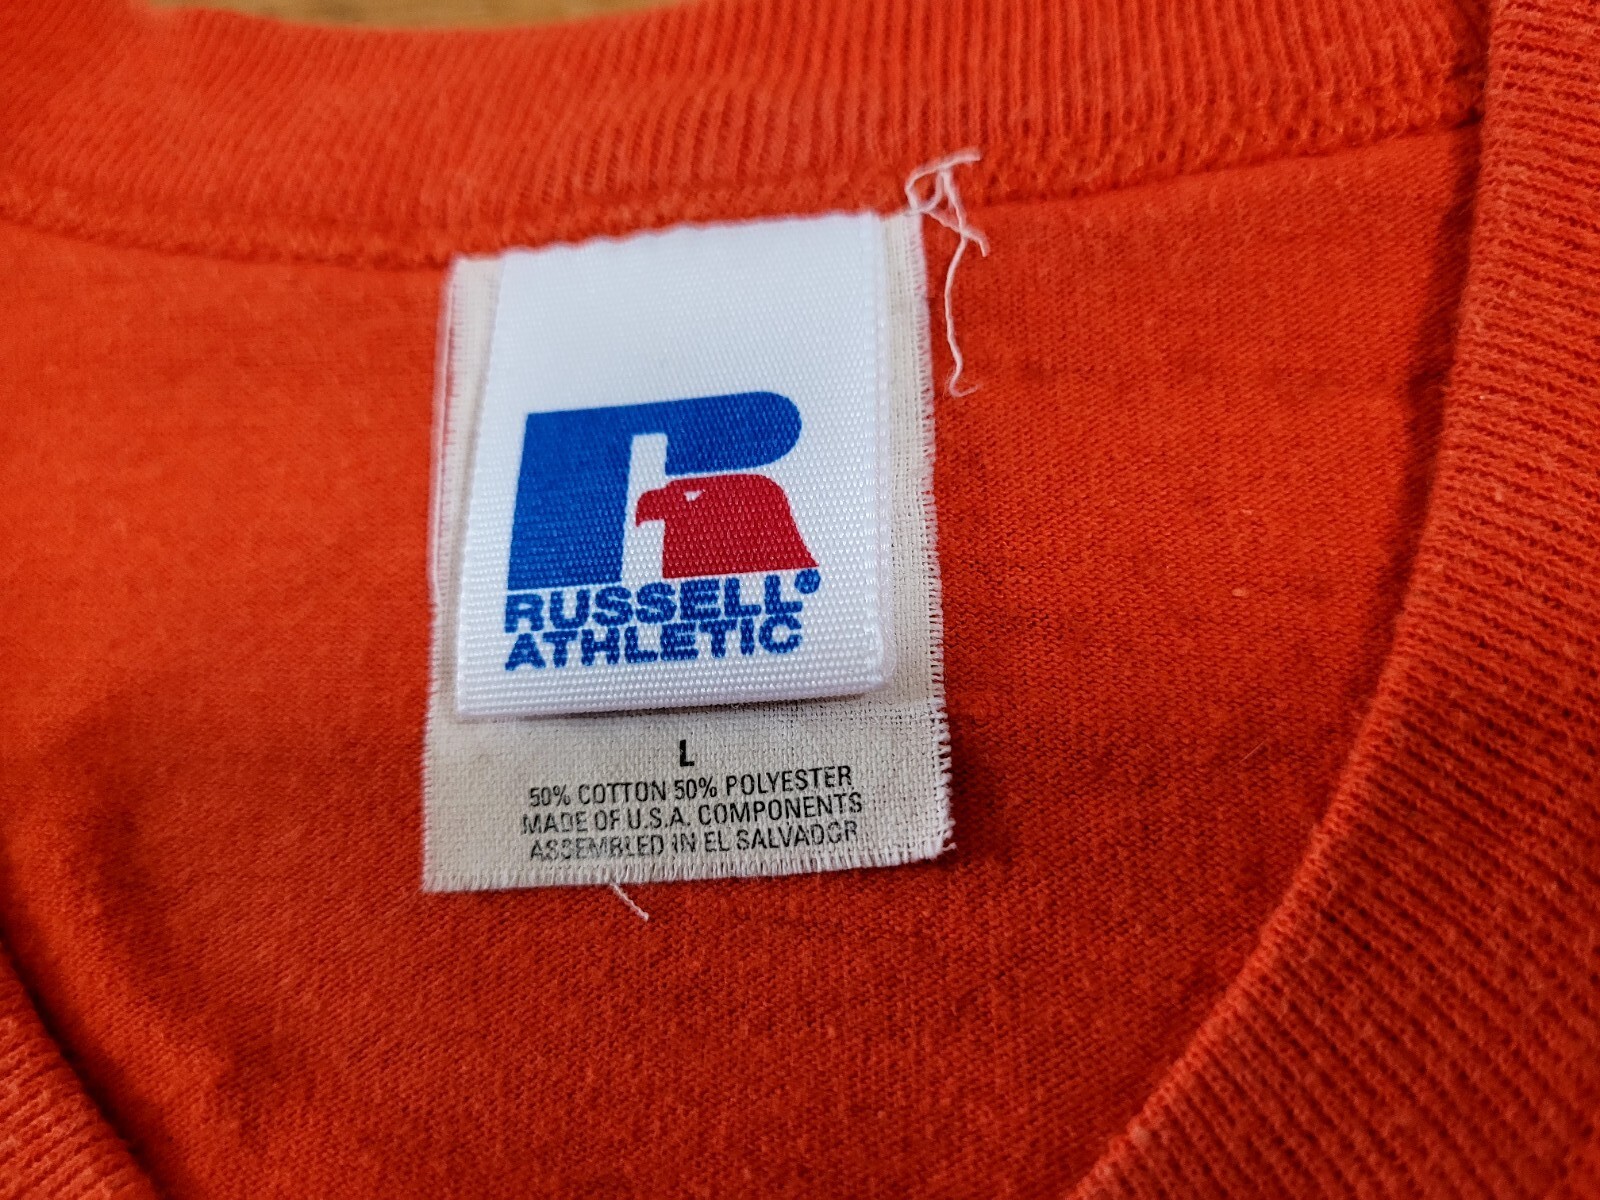 RUSSELL®
ATHLETIC
L
50% COTTON 50% POLYESTER
MADE OF U.S.A. COMPONENTS
ASSEMBLED IN EL SALVADOR